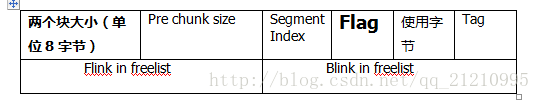 两个块大小（单
位 8 字节）
Pre chunk size
Segment
Index
Flag
使用字
节
Tag
Flink in freelist
Blink in freelist
http://blog.csdn.net/qq_21210995